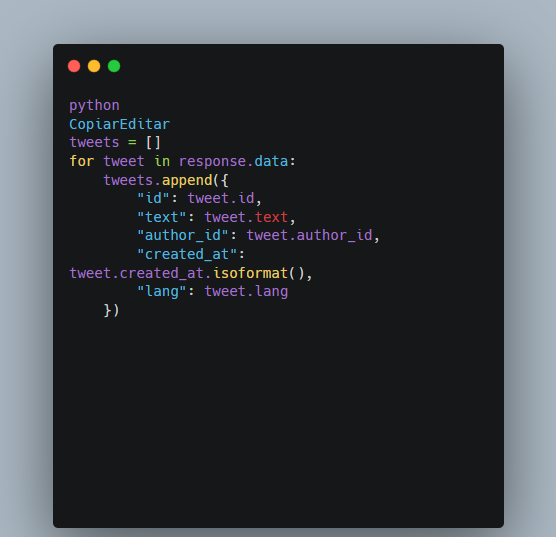 python
CopiarEditar
tweets = []
for tweet in response.data:
    tweets.append({
        "id": tweet.id,
        "text": tweet.text,
        "author_id": tweet.author_id,
        "created_at":
tweet.created_at.isoformat(),
        "lang": tweet.lang
    })